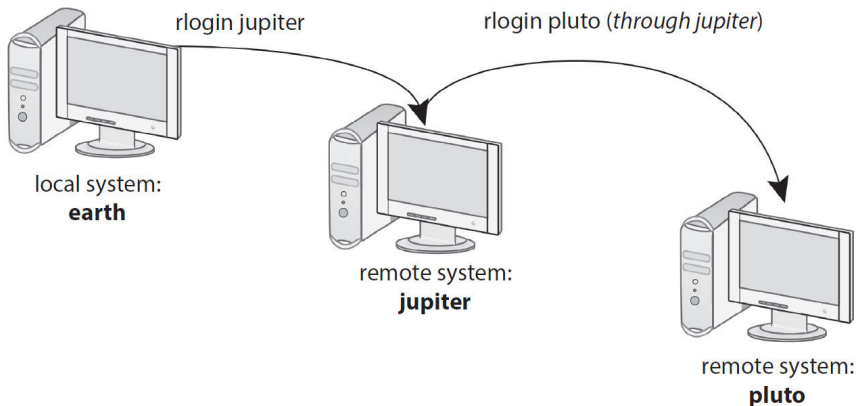 rlogin jupiter
rlogin pluto (through jupiter)
local system:
earth
remote system:
jupiter
remote system:
pluto